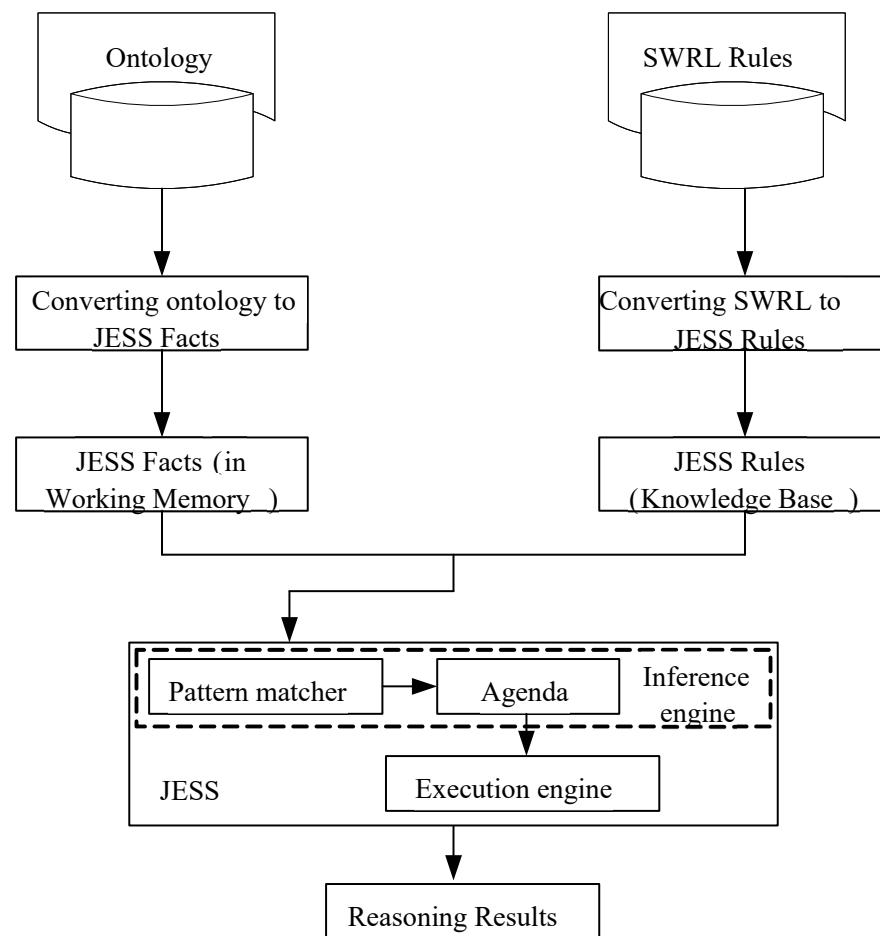 Ontology
SWRL Rules
Converting ontology to
JESS Facts
Converting SWRL to
JESS Rules
JESS Facts (in
Working Memory )
JESS Rules
(Knowledge Base )
Pattern matcher
Agenda
Inference
engine
JESS
Execution engine
Reasoning Results